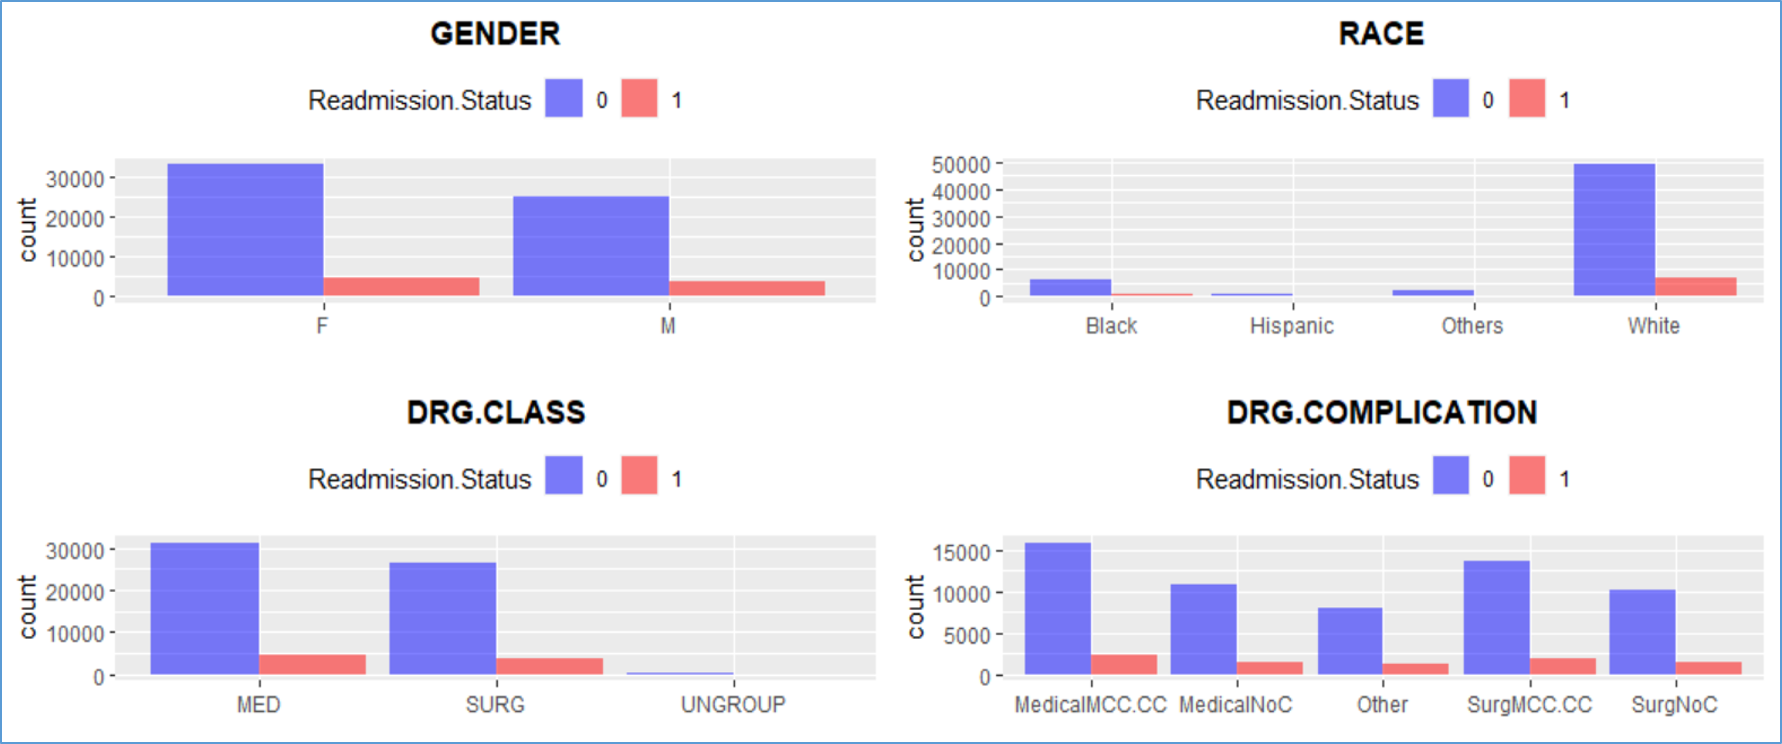 GENDER
Readmission.Status 0 1
30000
20000
10000
0
count
F M
RACE
Readmission.Status 0 1
50000
40000
30000
20000
10000
0
count
Black Hispanic Others White
DRG.CLASS
Readmission.Status 0 1
30000
20000
10000
0
count
MED SURG UNGROUP
DRG.COMPLICATION
Readmission.Status 0 1
15000
10000
5000
0
count
MedicalMCC.CC MedicalNoC Other SurgMCC.CC SurgNoC